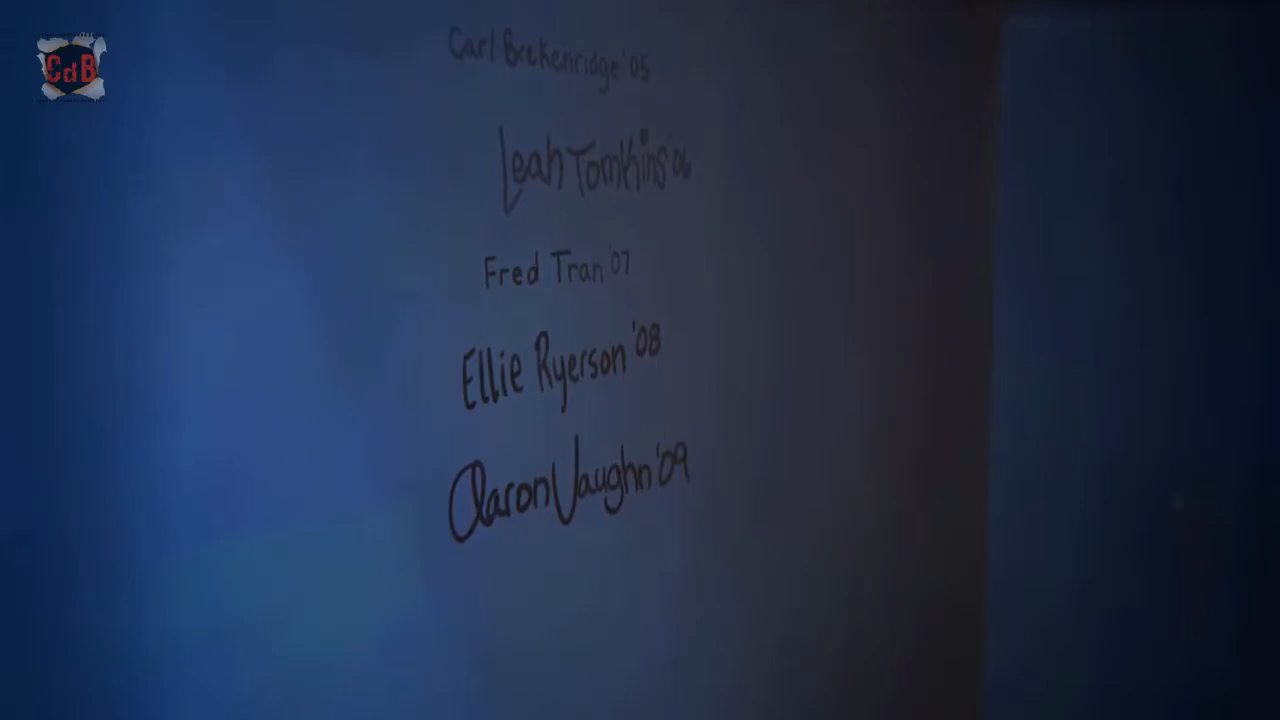 CdB
Carl Brekenridge '05
Leah Tomkins '06
Fred Tran '07
Ellie Ryerson '08
Aaron Vaughn '09